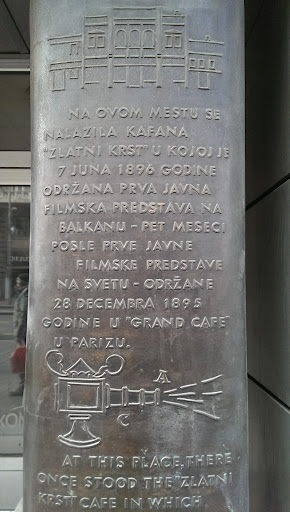 NA OVOM MESTU SE
NALAZILA KAFANA
"ZLATNI KRST" U KOJOJ JE
7 JUNA 1896 GODINE
ODRŽANA PRVA JAVNA
FILMSKA PREDSTAVA NA
BALKANU - PET MESECI
POSLE PRVE JAVNE
FILMSKE PREDSTAVE
NA SVETU - ODRŽANE
28 DECEMBRA 1895
GODINE U "GRAND CAFE"
U PARIZU.
A
C
AT THIS PLACE, THERE
ONCE STOOD THE "ZLATNI
KRST" CAFE IN WHICH,